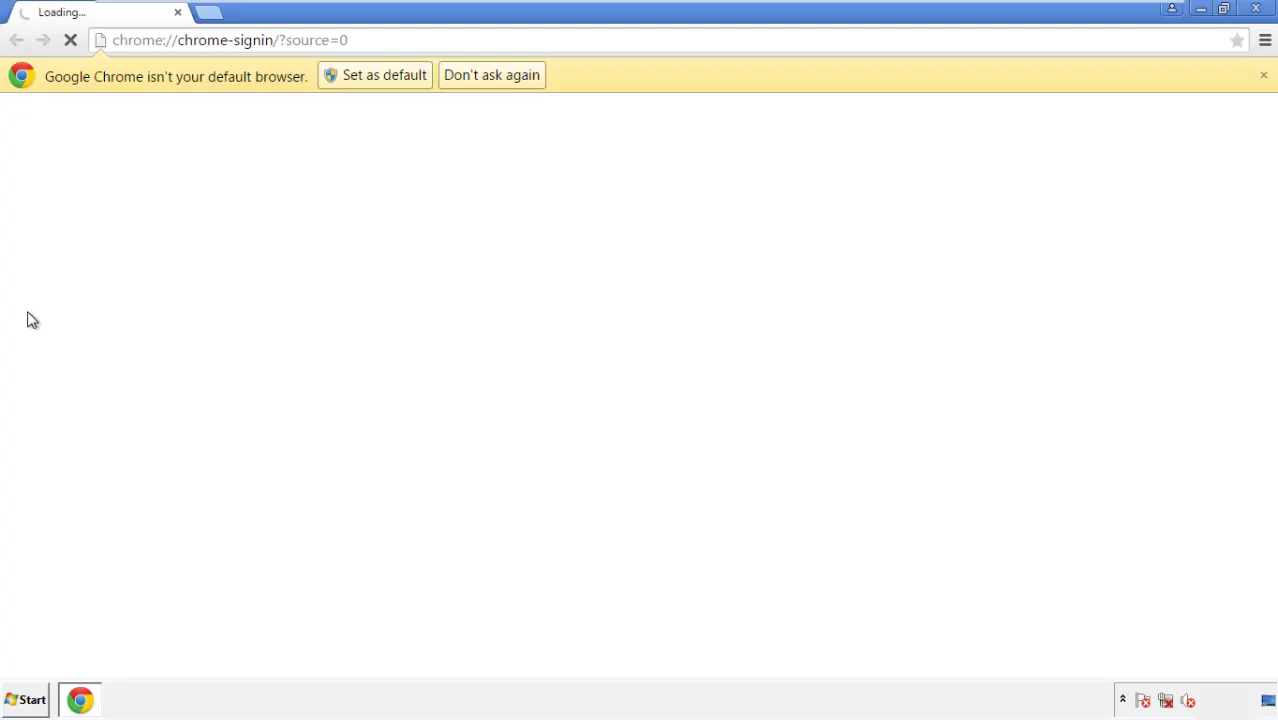 Loading...
chrome://chrome-signin/?source=0
Google Chrome isn't your default browser. Set as default Don't ask again
Start